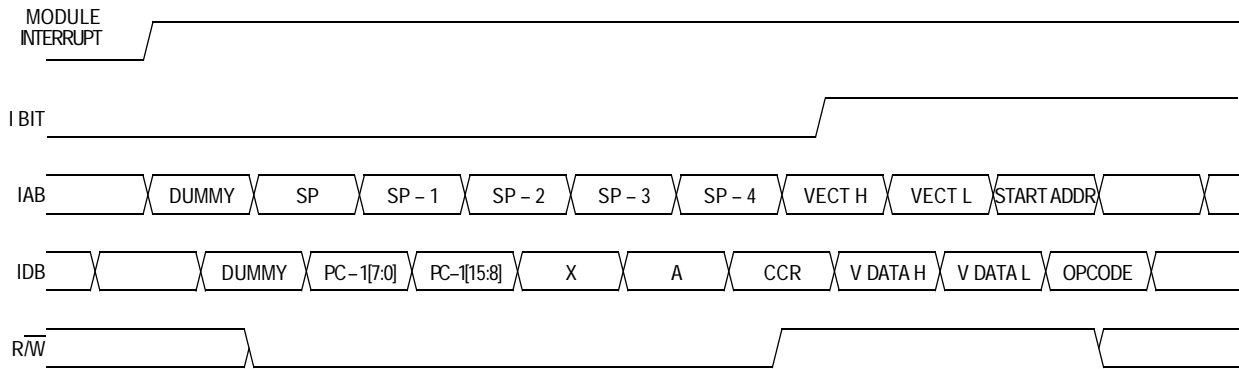 MODULE
INTERRUPT
I BIT
IAB DUMMY SP SP – 1 SP – 2 SP – 3 SP – 4 VECT H VECT L START ADDR
IDB DUMMY PC – 1[7:0] PC–1[15:8] X A CCR V DATA H V DATA L OPCODE
R/W̅